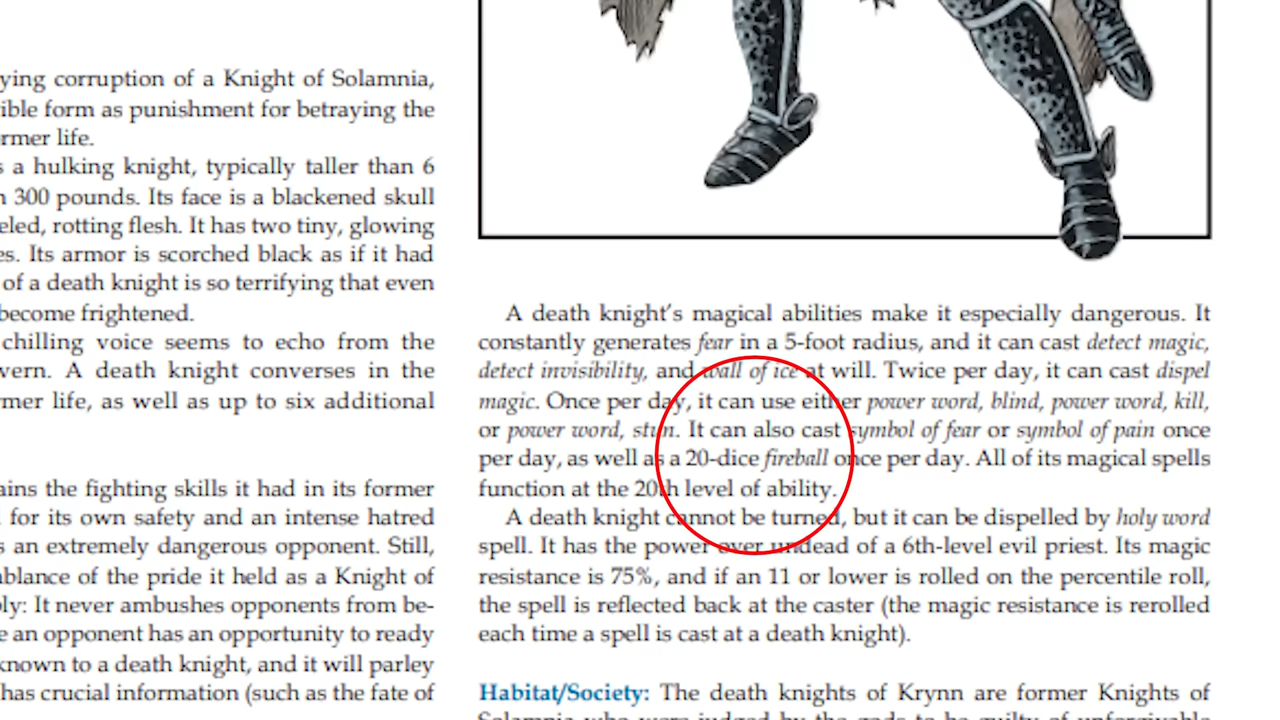 ying corruption of a Knight of Solamnia,
ible form as punishment for betraying the
rmer life.
s a hulking knight, typically taller than 6
n 300 pounds. Its face is a blackened skull
eled, rotting flesh. It has two tiny, glowing
es. Its armor is scorched black as if it had
of a death knight is so terrifying that even
become frightened.
chilling voice seems to echo from the
vern. A death knight converses in the
mer life, as well as up to six additional
ains the fighting skills it had in its former
for its own safety and an intense hatred
s an extremely dangerous opponent. Still,
blance of the pride it held as a Knight of
ly: It never ambushes opponents from be-
e an opponent has an opportunity to ready
known to a death knight, and it will parley
has crucial information (such as the fate of
A death knight's magical abilities make it especially dangerous. It
constantly generates fear in a 5-foot radius, and it can cast detect magic,
detect invisibility, and wall of ice at will. Twice per day, it can cast dispel
magic. Once per day, it can use either power word, blind, power word, kill,
or power word, stun. It can also cast symbol of fear or symbol of pain once
per day, as well as a 20-dice fireball once per day. All of its magical spells
function at the 20th level of ability.
A death knight cannot be turned, but it can be dispelled by holy word
spell. It has the power over undead of a 6th-level evil priest. Its magic
resistance is 75%, and if an 11 or lower is rolled on the percentile roll,
the spell is reflected back at the caster (the magic resistance is rerolled
each time a spell is cast at a death knight).
Habitat/Society: The death knights of Krynn are former Knights of
Solamnia who were judged by the gods to be guilty of unforgivable